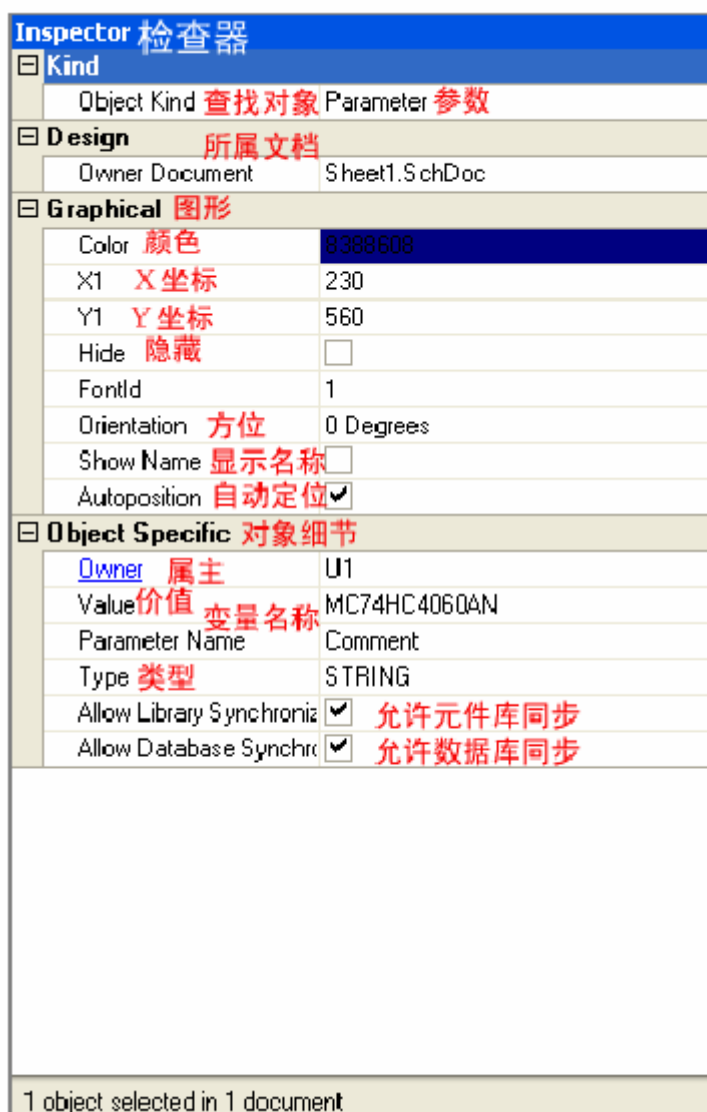 Inspector 检查器
Kind
Object Kind 查找对象 Parameter 参数
Design
所属文档
Owner Document Sheet1.SchDoc
Graphical 图形
Color 颜色 8388608
X1 X坐标 230
Y1 Y坐标 560
Hide 隐藏
FontId 1
Orientation 方位 0 Degrees
Show Name 显示名称
Autoposition 自动定位
Object Specific 对象细节
Owner 属主 U1
Value价值 MC74HC4060AN
变量名称
Parameter Name Comment
Type 类型 STRING
Allow Library Synchroniz 允许元件库同步
Allow Database Synchro 允许数据库同步
1 object selected in 1 document